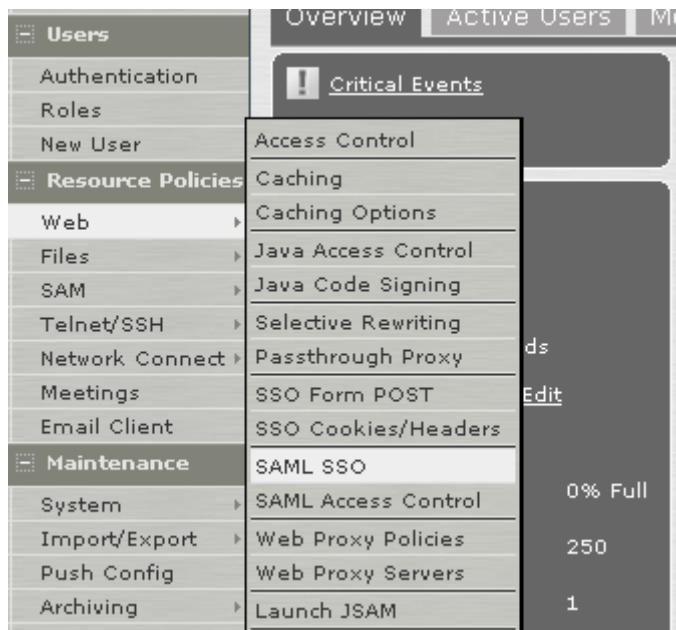 Overview Active Users
Users
Authentication
Critical Events
Roles
New User
Access Control
Resource Policies
Caching
Web
Caching Options
Files
Java Access Control
SAM
Java Code Signing
Telnet/SSH
Selective Rewriting
Network Connect
Passthrough Proxy
ds
Meetings
SSO Form POST
Edit
Email Client
SSO Cookies/Headers
Maintenance
SAML SSO
System
SAML Access Control
0% Full
Import/Export
Web Proxy Policies
250
Push Config
Web Proxy Servers
Archiving
Launch JSAM
1